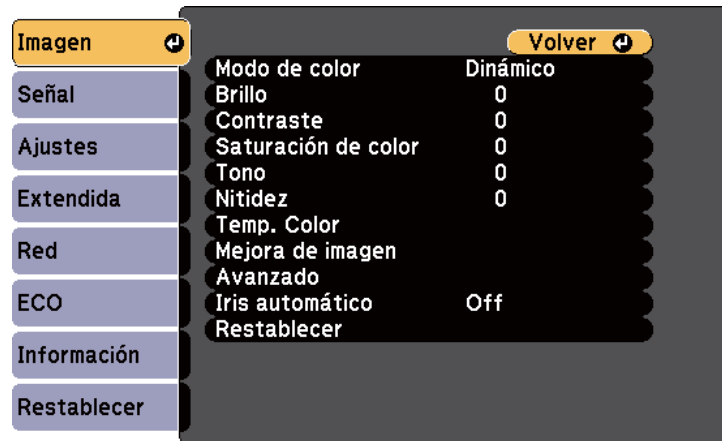 Imagen
Señal
Ajustes
Extendida
Red
ECO
Información
Restablecer
Volver
Modo de color Dinámico
Brillo 0
Contraste 0
Saturación de color 0
Tono 0
Nitidez 0
Temp. Color
Mejora de imagen
Avanzado
Iris automático Off
Restablecer